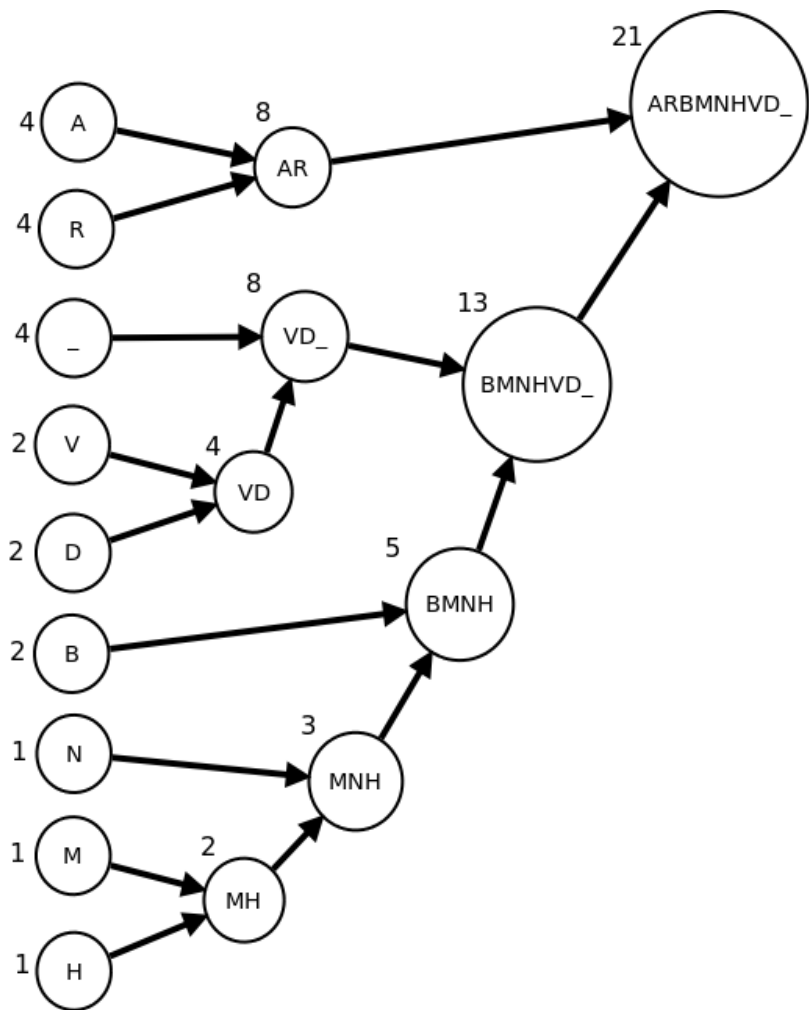 21
ARBMNHVD_
4 A
8
AR
4 R
4 _
8
VD_
13
BMNHVD_
2 V
4
VD
2 D
5
BMNH
2 B
1 N
3
MNH
1 M
2
MH
1 H